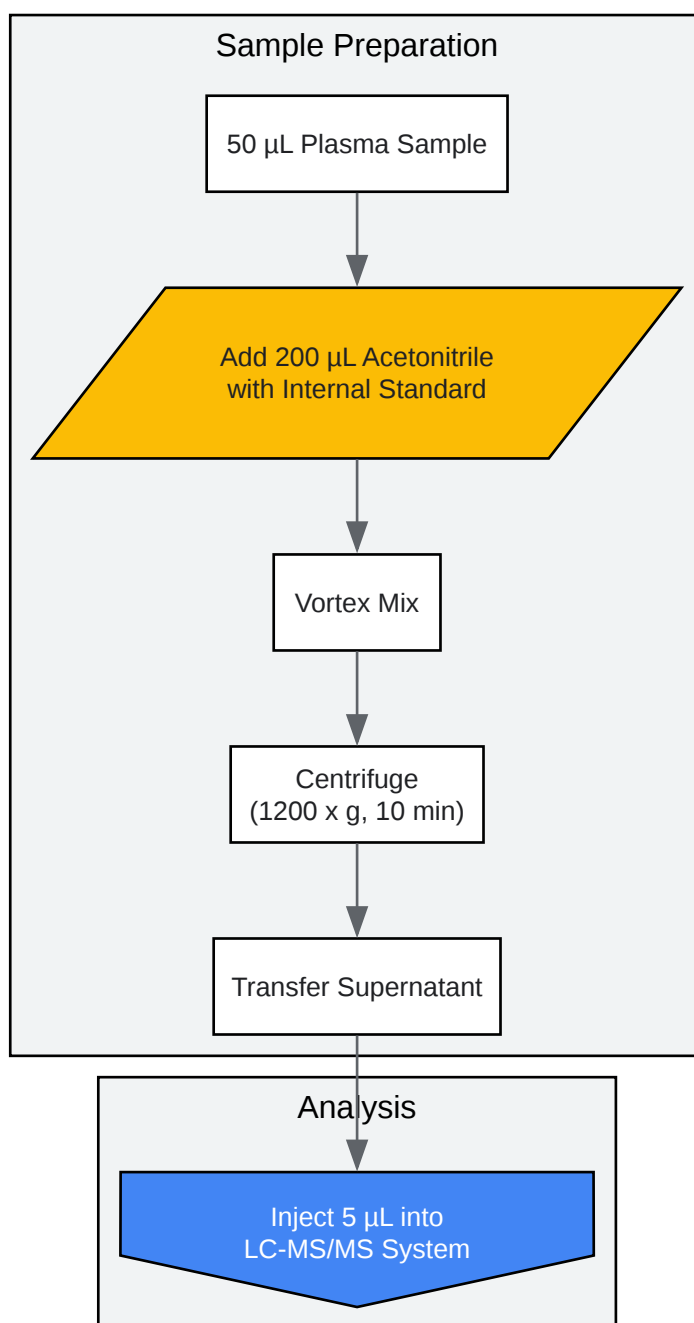 Sample Preparation
50 µL Plasma Sample
Add 200 µL Acetonitrile
with Internal Standard
Vortex Mix
Centrifuge
(1200 x g, 10 min)
Transfer Supernatant
Analysis
Inject 5 µL into
LC-MS/MS System